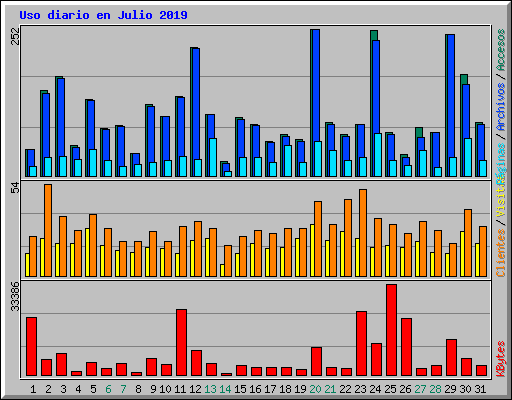 Uso diario en Julio 2019
252
54
33386
Clientes / Visitas
Páginas / Archivos / Accesos
KBytes
1 2 3 4 5 6 7 8 9 10 11 12 13 14 15 16 17 18 19 20 21 22 23 24 25 26 27 28 29 30 31